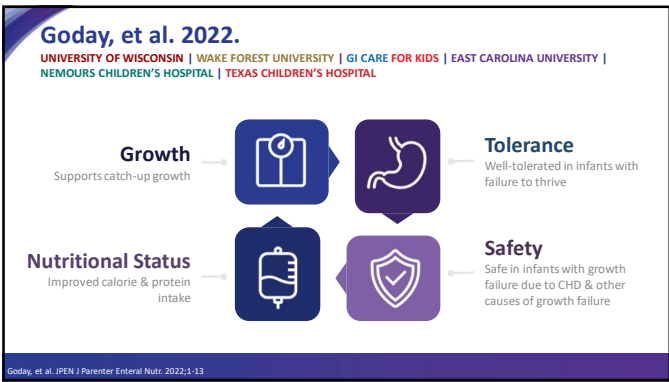 Goday, et al. 2022.
UNIVERSITY OF WISCONSIN | WAKE FOREST UNIVERSITY | GI CARE FOR KIDS | EAST CAROLINA UNIVERSITY |
NEMOURS CHILDREN’S HOSPITAL | TEXAS CHILDREN’S HOSPITAL
Growth
Supports catch-up growth
Tolerance
Well-tolerated in infants with
failure to thrive
Nutritional Status
Improved calorie & protein
intake
Safety
Safe in infants with growth
failure due to CHD & other
causes of growth failure
Goday, et al. JPEN J Parenter Enteral Nutr. 2022;1-13